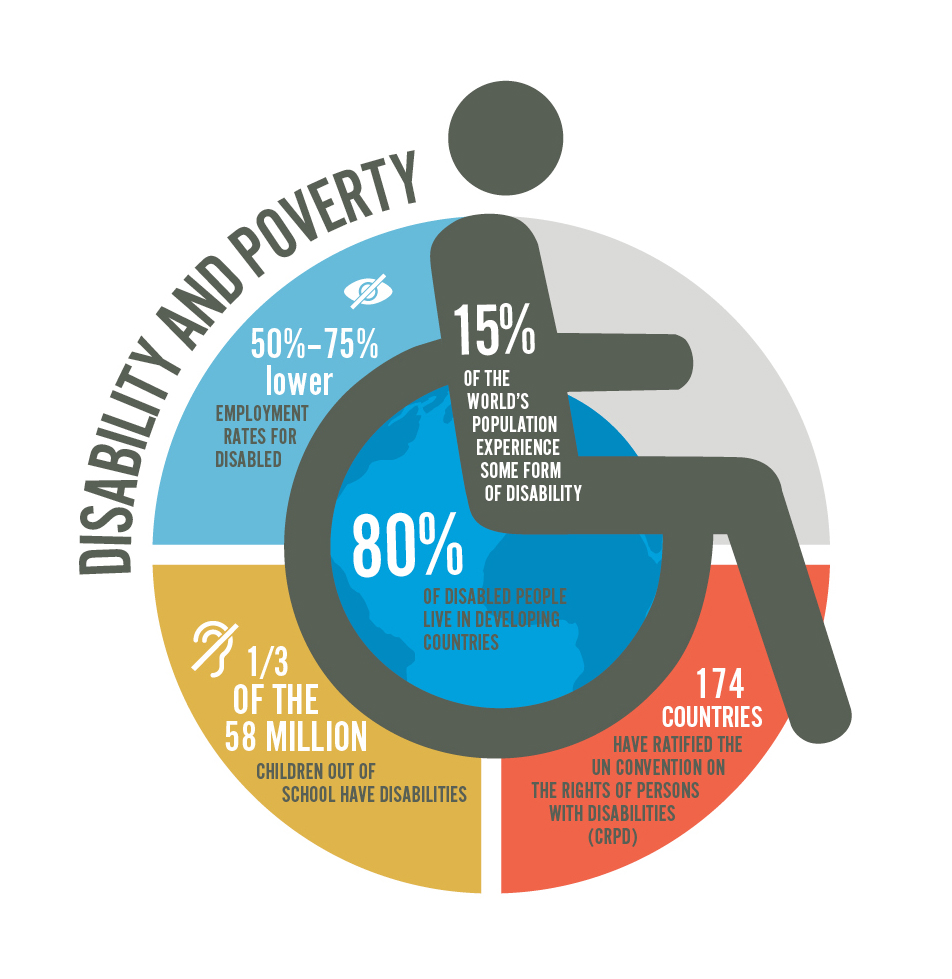 DISABILITY AND POVERTY
50%–75%
lower
EMPLOYMENT
RATES FOR
DISABLED
15%
OF THE
WORLD'S
POPULATION
EXPERIENCE
SOME FORM
OF DISABILITY
80%
OF DISABLED PEOPLE
LIVE IN DEVELOPING
COUNTRIES
1/3
OF THE
58 MILLION
CHILDREN OUT OF
SCHOOL HAVE DISABILITIES
174
COUNTRIES
HAVE RATIFIED THE
UN CONVENTION ON
THE RIGHTS OF PERSONS
WITH DISABILITIES
(CRPD)